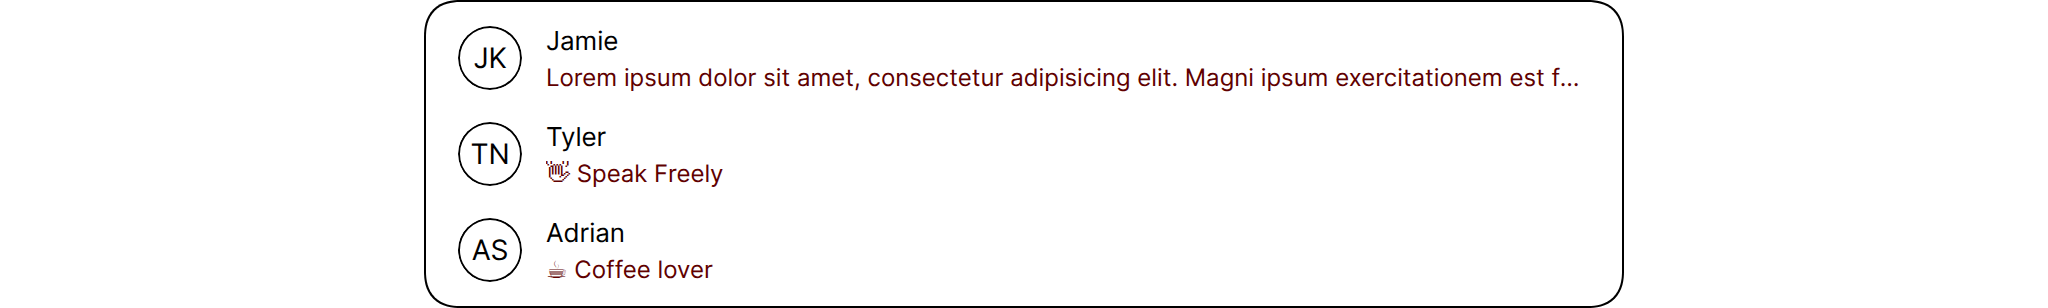 JK
Jamie
Lorem ipsum dolor sit amet, consectetur adipisicing elit. Magni ipsum exercitationem est f...
TN
Tyler
👋 Speak Freely
AS
Adrian
☕ Coffee lover